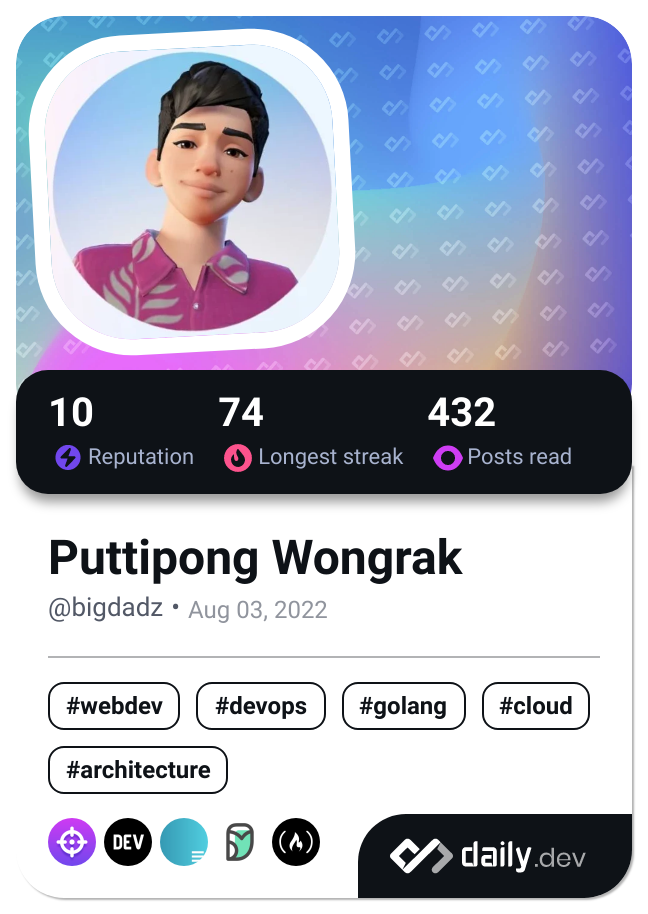 10 74 432
Reputation Longest streak Posts read
Puttipong Wongrak
@bigdadz • Aug 03, 2022
#webdev #devops #golang #cloud
#architecture
DEV
daily.dev